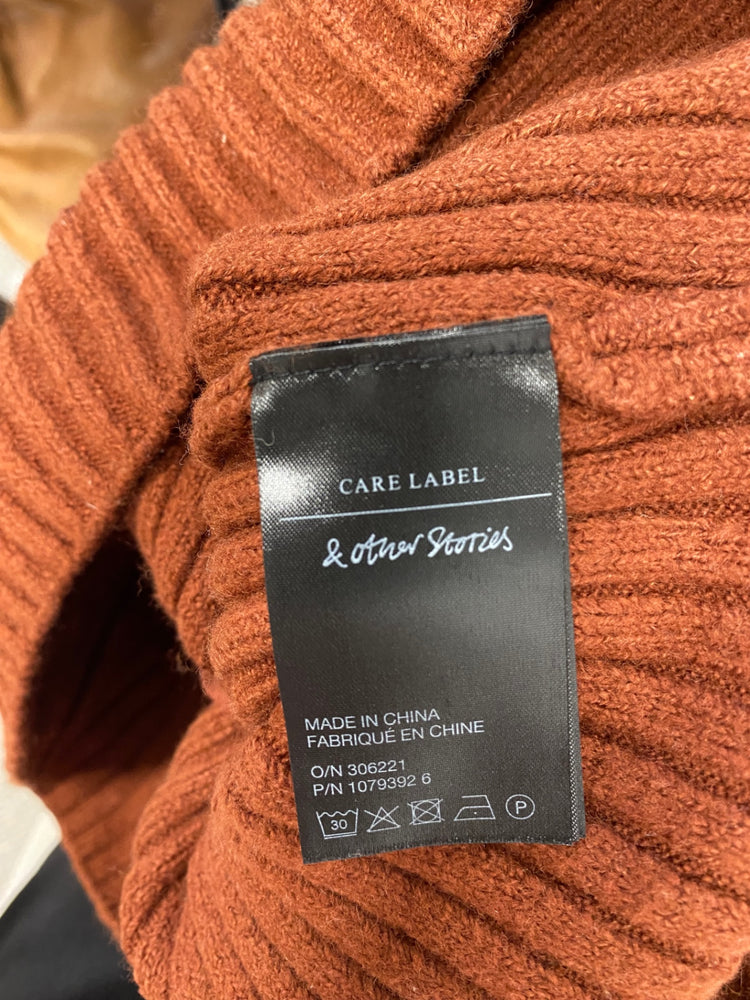 CARE LABEL
& other Stories
MADE IN CHINA
FABRIQUÉ EN CHINE
O/N 306221
P/N 1079392 6
30 P